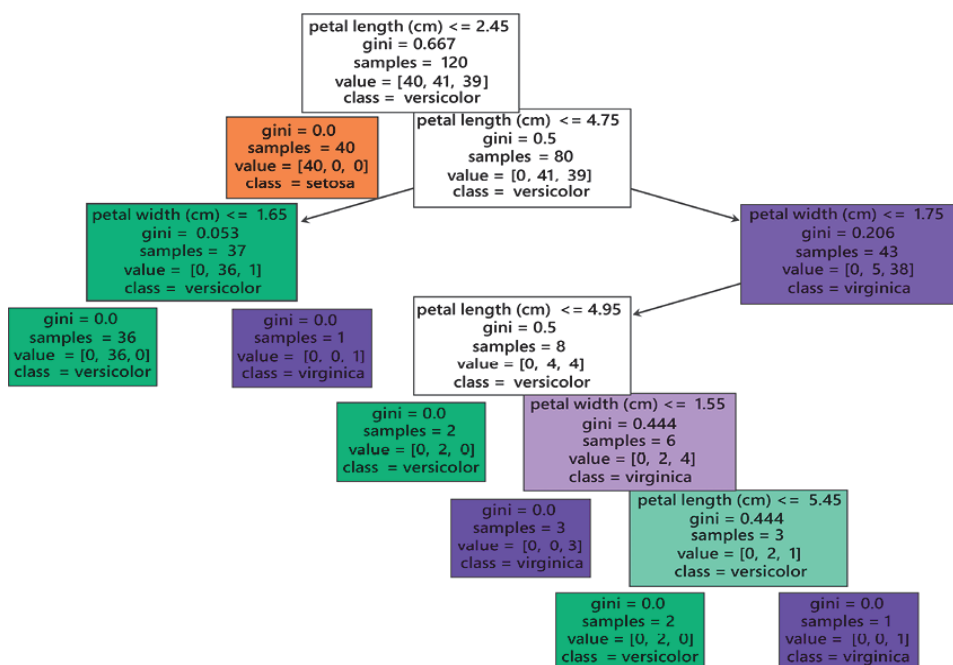 petal length (cm) <= 2.45
gini = 0.667
samples = 120
value = [40, 41, 39]
class = versicolor
gini = 0.0
samples = 40
value = [40, 0, 0]
class = setosa
petal length (cm) <= 4.75
gini = 0.5
samples = 80
value = [0, 41, 39]
class = versicolor
petal width (cm) <= 1.65
gini = 0.053
samples = 37
value = [0, 36, 1]
class = versicolor
petal width (cm) <= 1.75
gini = 0.206
samples = 43
value = [0, 5, 38]
class = virginica
gini = 0.0
samples = 36
value = [0, 36, 0]
class = versicolor
gini = 0.0
samples = 1
value = [0, 0, 1]
class = virginica
petal length (cm) <= 4.95
gini = 0.5
samples = 8
value = [0, 4, 4]
class = versicolor
gini = 0.0
samples = 2
value = [0, 2, 0]
class = versicolor
petal width (cm) <= 1.55
gini = 0.444
samples = 6
value = [0, 2, 4]
class = virginica
gini = 0.0
samples = 3
value = [0, 0, 3]
class = virginica
petal length (cm) <= 5.45
gini = 0.444
samples = 3
value = [0, 2, 1]
class = versicolor
gini = 0.0
samples = 2
value = [0, 2, 0]
class = versicolor
gini = 0.0
samples = 1
value = [0, 0, 1]
class = virginica